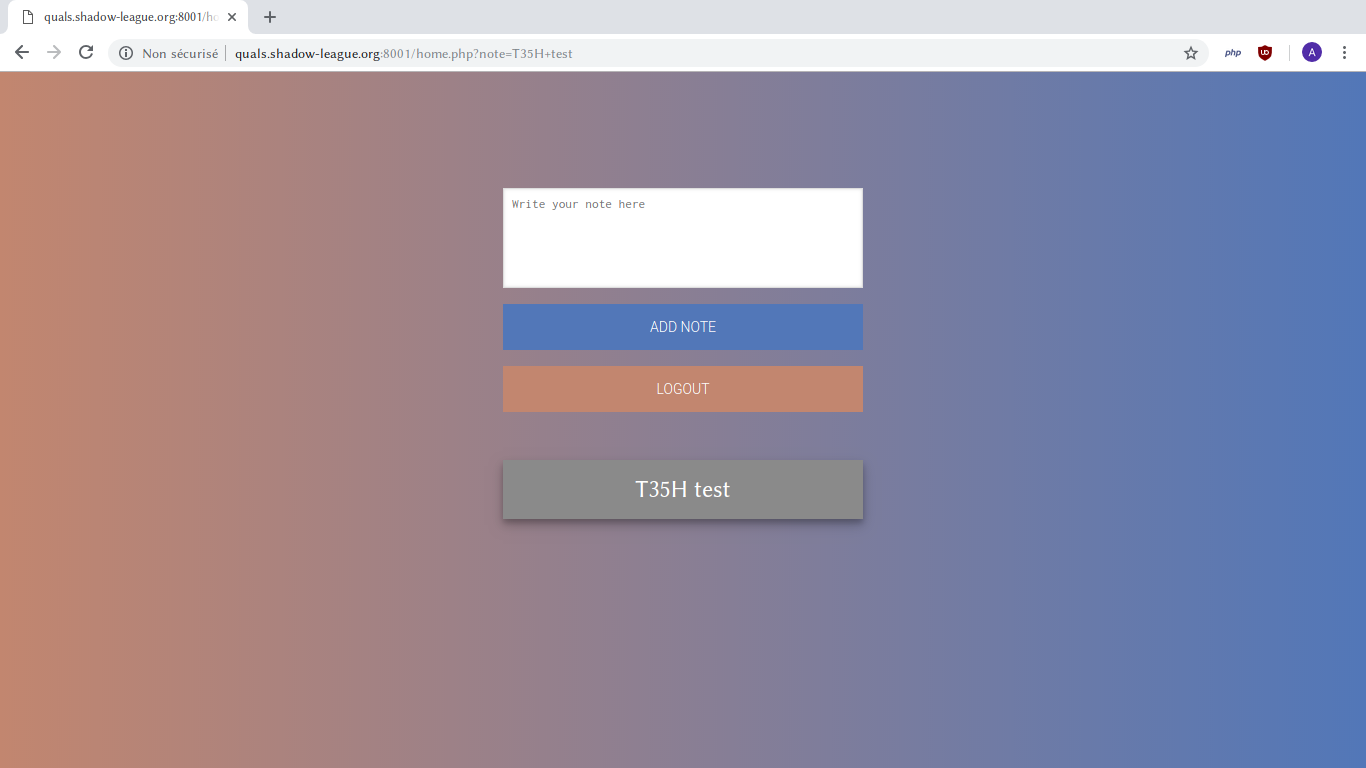 quals.shadow-league.org:8001/ho
Non sécurisé
quals.shadow-league.org:8001/home.php?note=T35H+test
php
UD
A
Write your note here
ADD NOTE
LOGOUT
T35H test